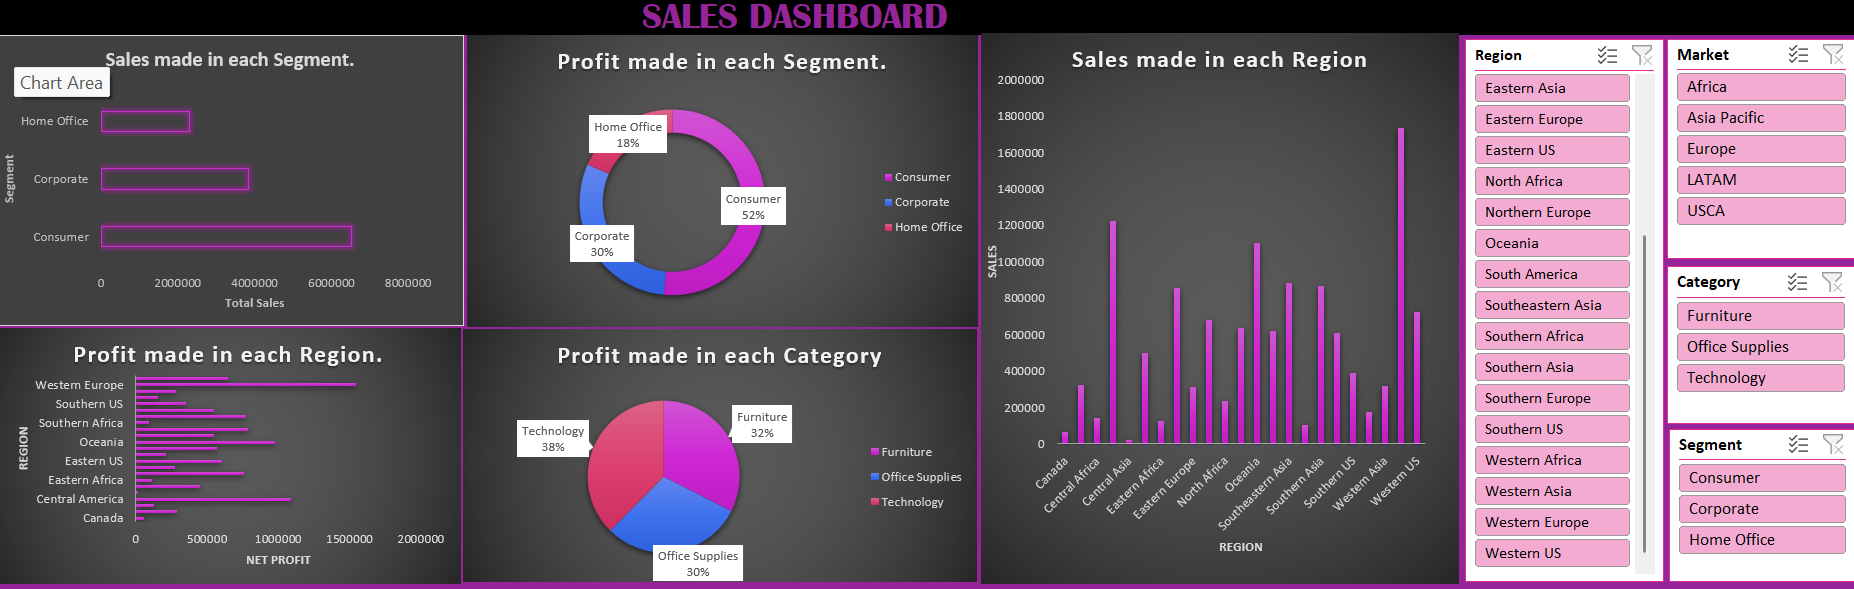 SALES DASHBOARD
Sales made in each Segment.
Chart Area
Home Office
Corporate
Consumer
Segment
0 2000000 4000000 6000000 8000000
Total Sales
Profit made in each Segment.
Home Office
18%
Consumer
52%
Corporate
30%
Consumer
Corporate
Home Office
Profit made in each Region.
Western Europe
Southern US
Southern Africa
Oceania
Eastern US
Eastern Africa
Central America
Canada
REGION
0 500000 1000000 1500000 2000000
NET PROFIT
Profit made in each Category
Technology
38%
Furniture
32%
Office Supplies
30%
Furniture
Office Supplies
Technology
Sales made in each Region
2000000
1800000
1600000
1400000
1200000
1000000
800000
600000
400000
200000
0
SALES
Canada
Central Africa
Central Asia
Eastern Africa
Eastern Europe
North Africa
Oceania
Southeastern Asia
Southern Asia
Southern US
Western Asia
Western US
REGION
Region
Eastern Asia
Eastern Europe
Eastern US
North Africa
Northern Europe
Oceania
South America
Southeastern Asia
Southern Africa
Southern Asia
Southern Europe
Southern US
Western Africa
Western Asia
Western Europe
Western US
Market
Africa
Asia Pacific
Europe
LATAM
USCA
Category
Furniture
Office Supplies
Technology
Segment
Consumer
Corporate
Home Office